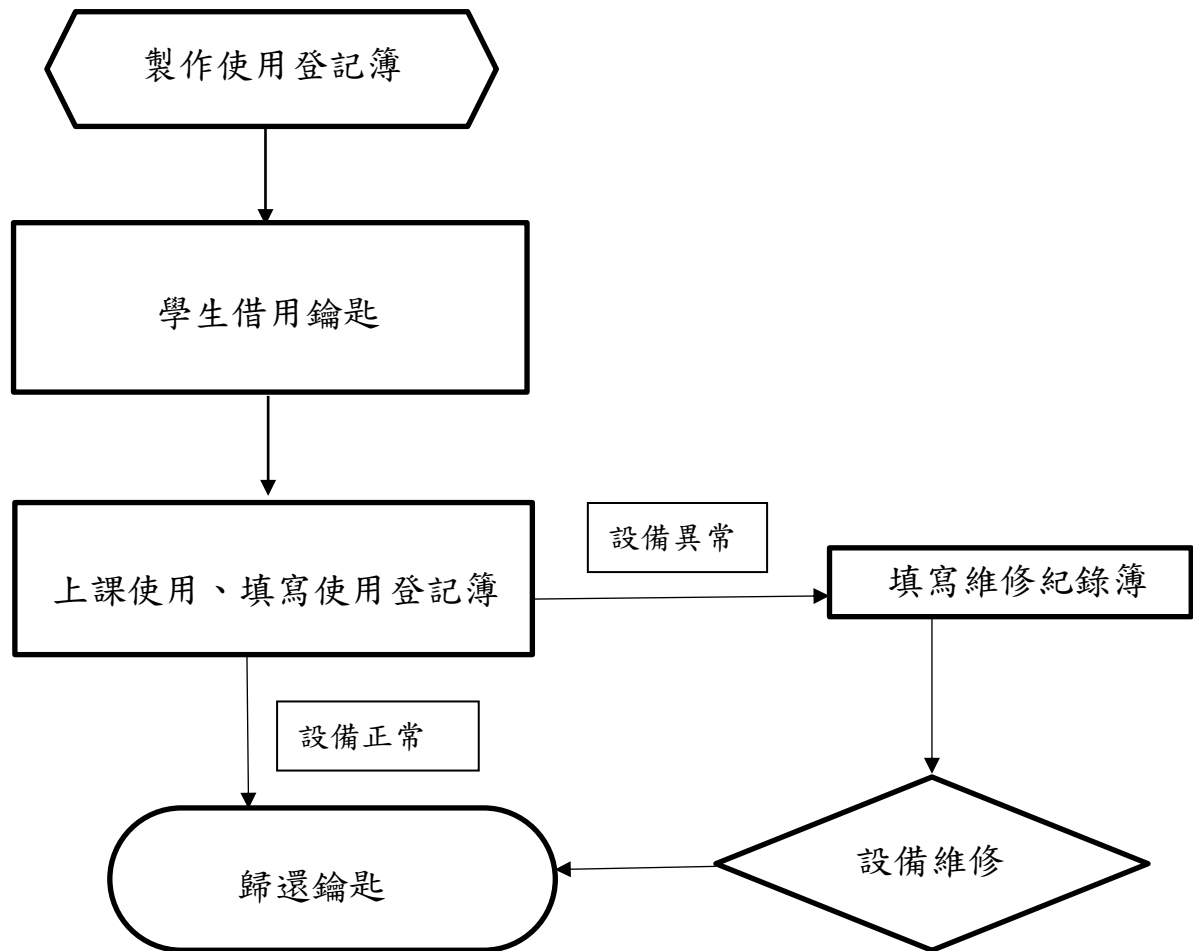 製作使用登記簿
學生借用鑰匙
上課使用、填寫使用登記簿
設備異常
填寫維修紀錄簿
設備正常
設備維修
歸還鑰匙